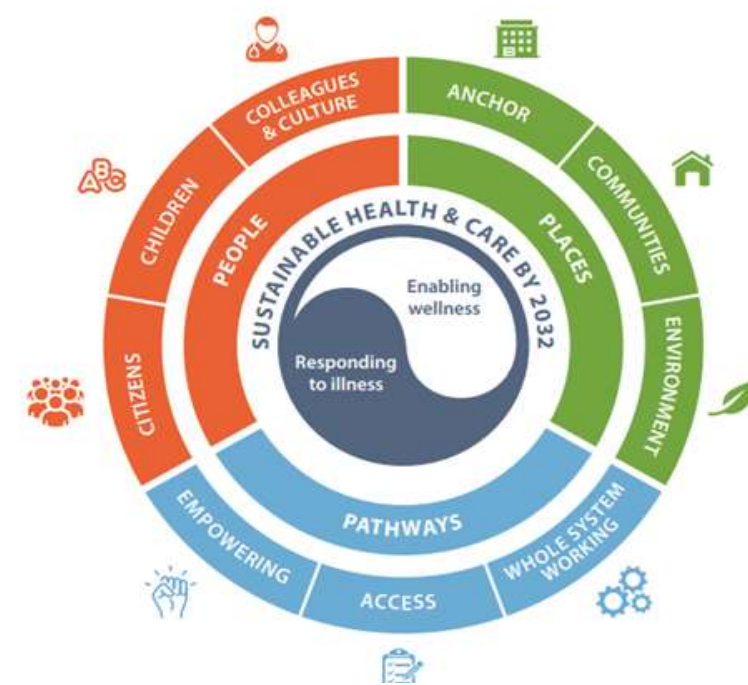 COLLEAGUES
& CULTURE
ANCHOR
COMMUNITIES
ENVIRONMENT
WHOLE SYSTEM
WORKING
ACCESS
EMPOWERING
CITIZENS
CHILDREN
ABC
PEOPLE
PLACES
PATHWAYS
SUSTAINABLE HEALTH & CARE BY 2032
Enabling
wellness
Responding
to illness